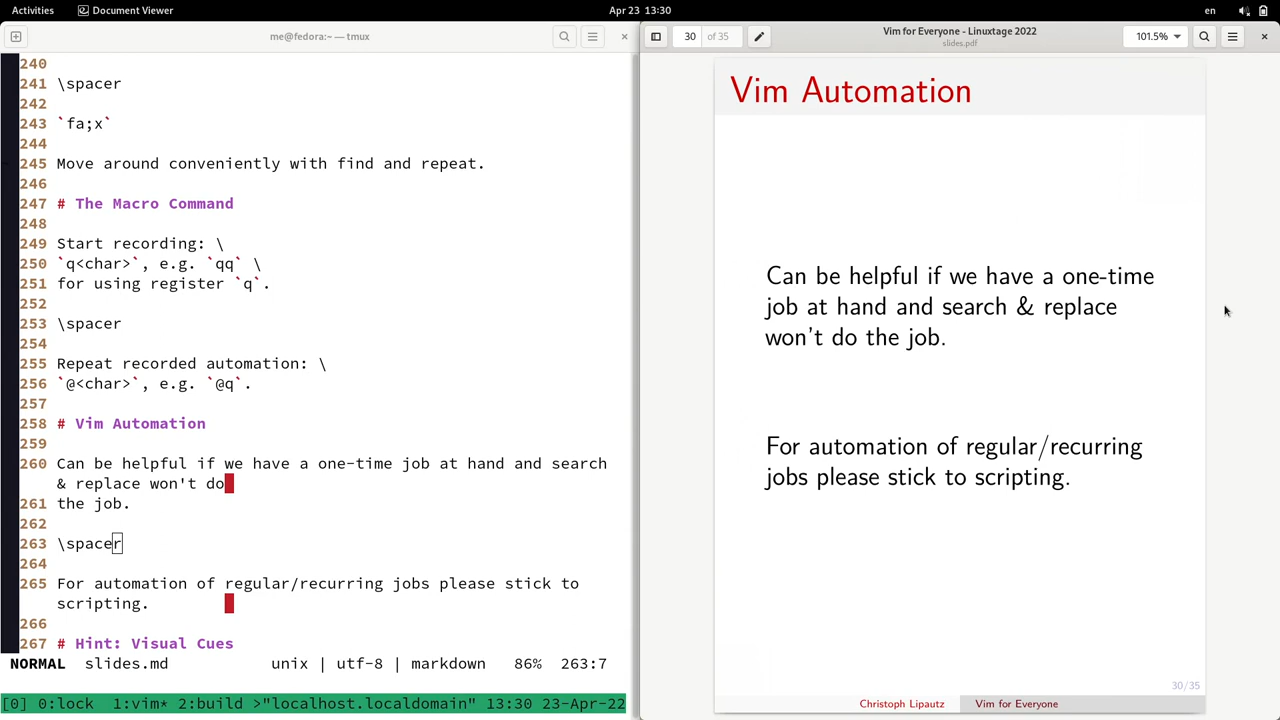 Activities Document Viewer Apr 23 13:30 en
me@fedora:~ — tmux
240
241 \spacer
242
243 `fa;x`
244
245 Move around conveniently with find and repeat.
246
247 # The Macro Command
248
249 Start recording: \
250 `q<char>`, e.g. `qq` \
251 for using register `q`.
252
253 \spacer
254
255 Repeat recorded automation: \
256 `@<char>`, e.g. `@q`.
257
258 # Vim Automation
259
260 Can be helpful if we have a one-time job at hand and search
& replace won't do
261 the job.
262
263 \spacer
264
265 For automation of regular/recurring jobs please stick to
scripting.
266
267 # Hint: Visual Cues
NORMAL slides.md unix | utf-8 | markdown 86% 263:7
[0] 0:lock 1:vim* 2:build >"localhost.localdomain" 13:30 23-Apr-22
30 of 35
Vim for Everyone - Linuxtage 2022
slides.pdf
101.5%
Vim Automation
Can be helpful if we have a one-time
job at hand and search & replace
won't do the job.
For automation of regular/recurring
jobs please stick to scripting.
30/35
Christoph Lipautz Vim for Everyone